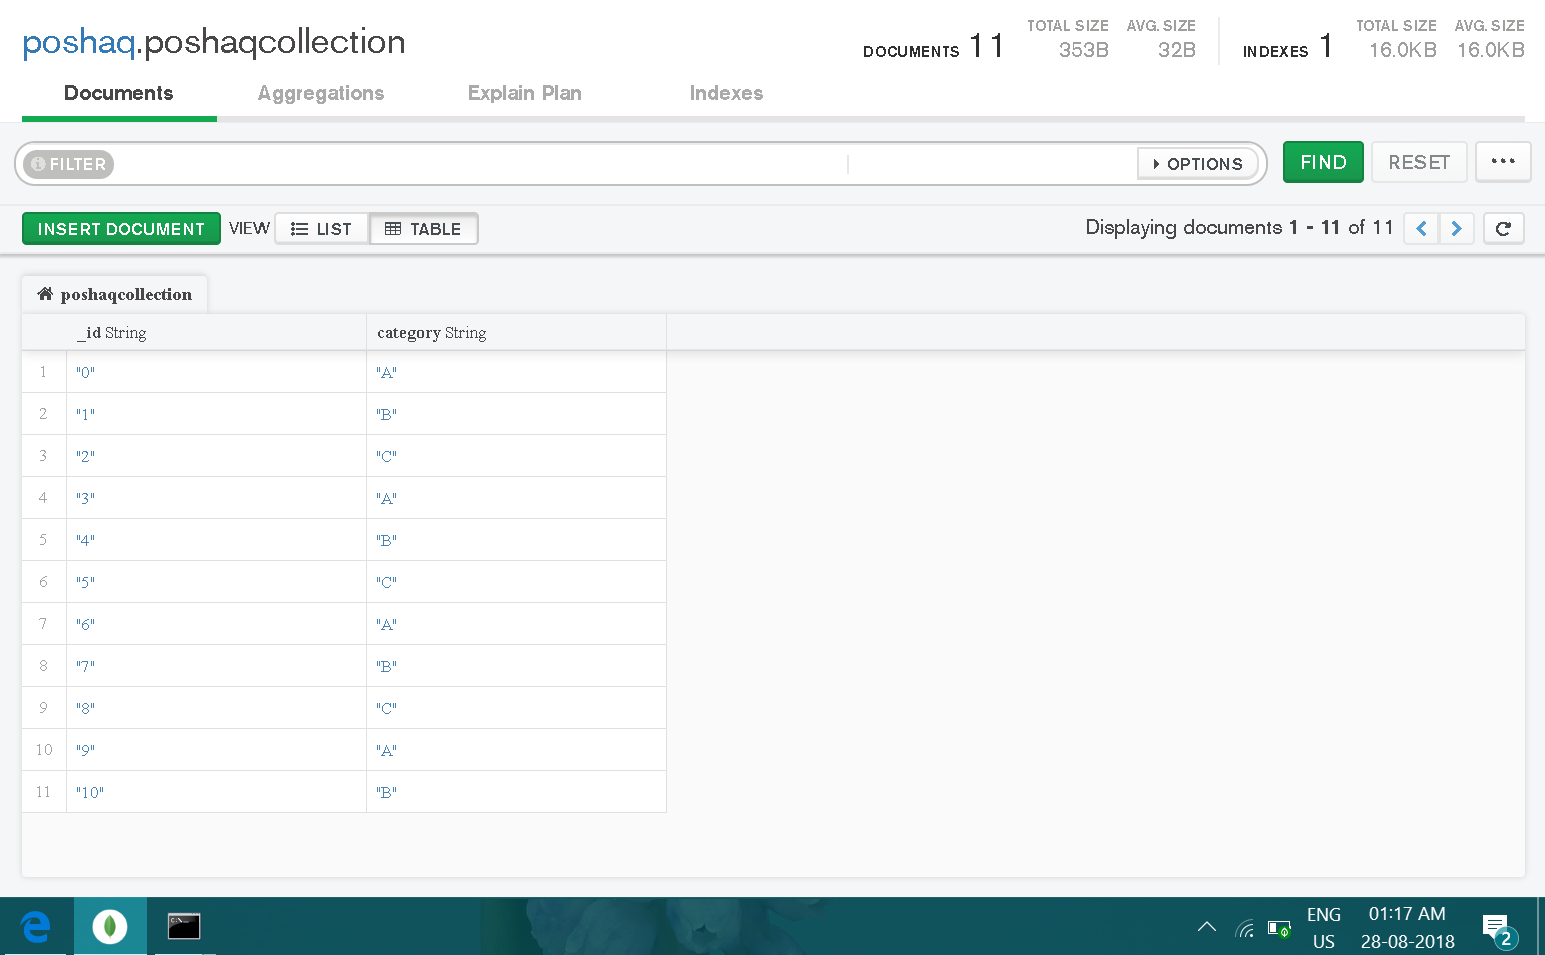 poshaq.poshaqcollection
DOCUMENTS 11 TOTAL SIZE 353B AVG. SIZE 32B INDEXES 1 TOTAL SIZE 16.0KB AVG. SIZE 16.0KB
Documents Aggregations Explain Plan Indexes
FILTER OPTIONS FIND RESET ...
INSERT DOCUMENT VIEW LIST TABLE Displaying documents 1 - 11 of 11
poshaqcollection
_id String category String
1 "0" "A"
2 "1" "B"
3 "2" "C"
4 "3" "A"
5 "4" "B"
6 "5" "C"
7 "6" "A"
8 "7" "B"
9 "8" "C"
10 "9" "A"
11 "10" "B"
ENG 01:17 AM
US 28-08-2018 2